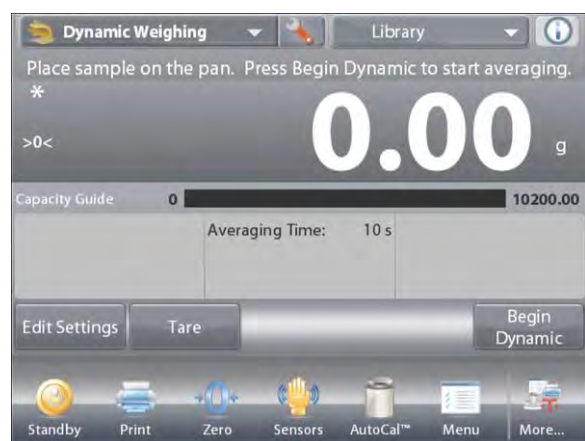 Dynamic Weighing
Library
Place sample on the pan. Press Begin Dynamic to start averaging.
*
>0<
0.00 g
Capacity Guide 0 10200.00
Averaging Time: 10 s
Edit Settings
Tare
Begin
Dynamic
Standby Print Zero Sensors AutoCal™ Menu More...